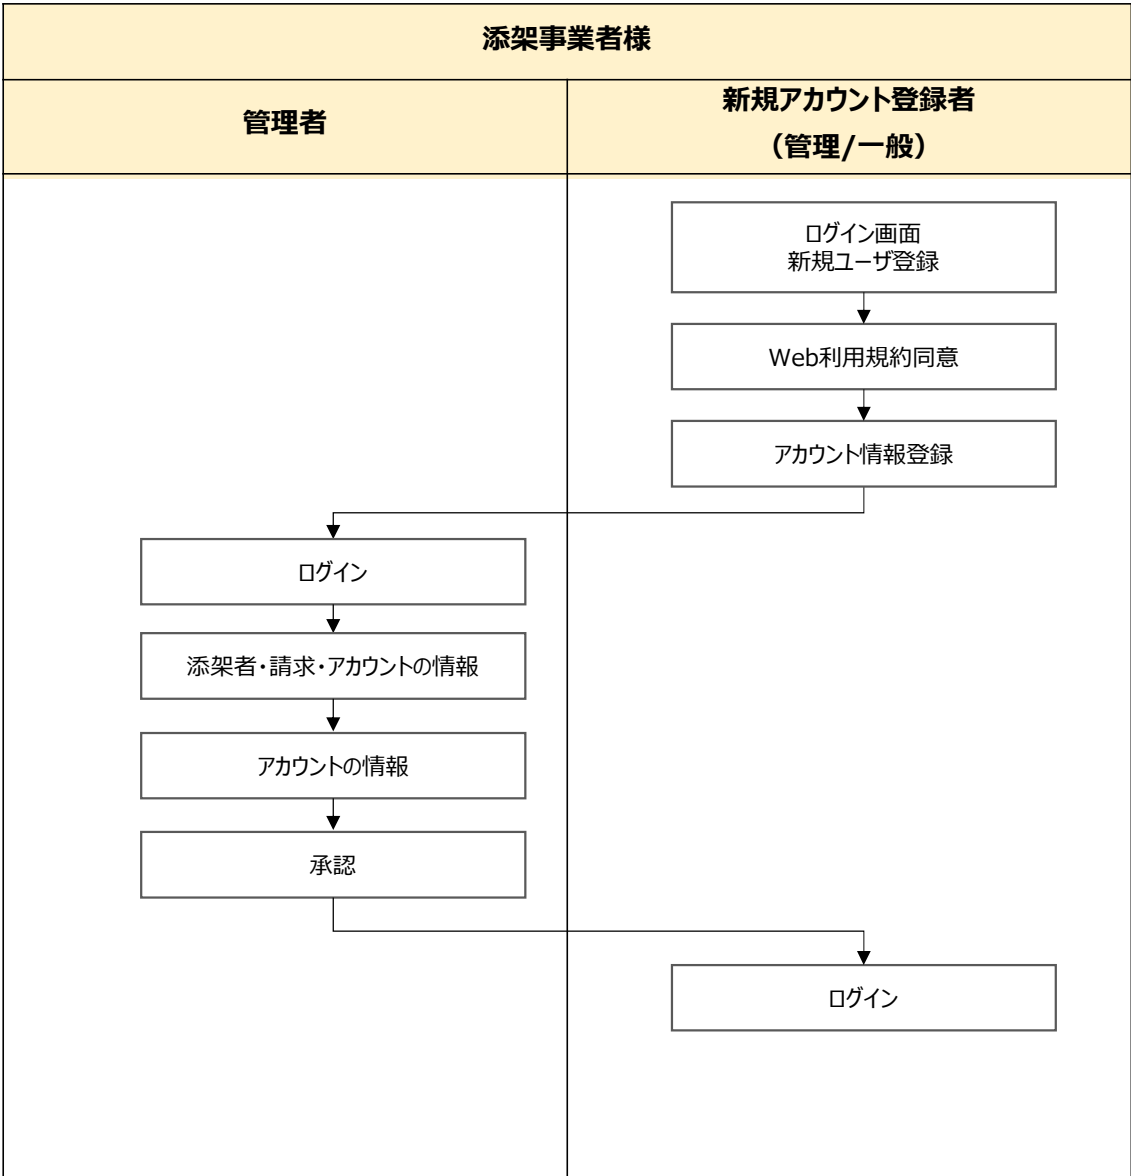 添架事業者様
管理者
新規アカウント登録者
（管理/一般）
ログイン画面
新規ユーザ登録
Web利用規約同意
アカウント情報登録
ログイン
添架者・請求・アカウントの情報
アカウントの情報
承認
ログイン